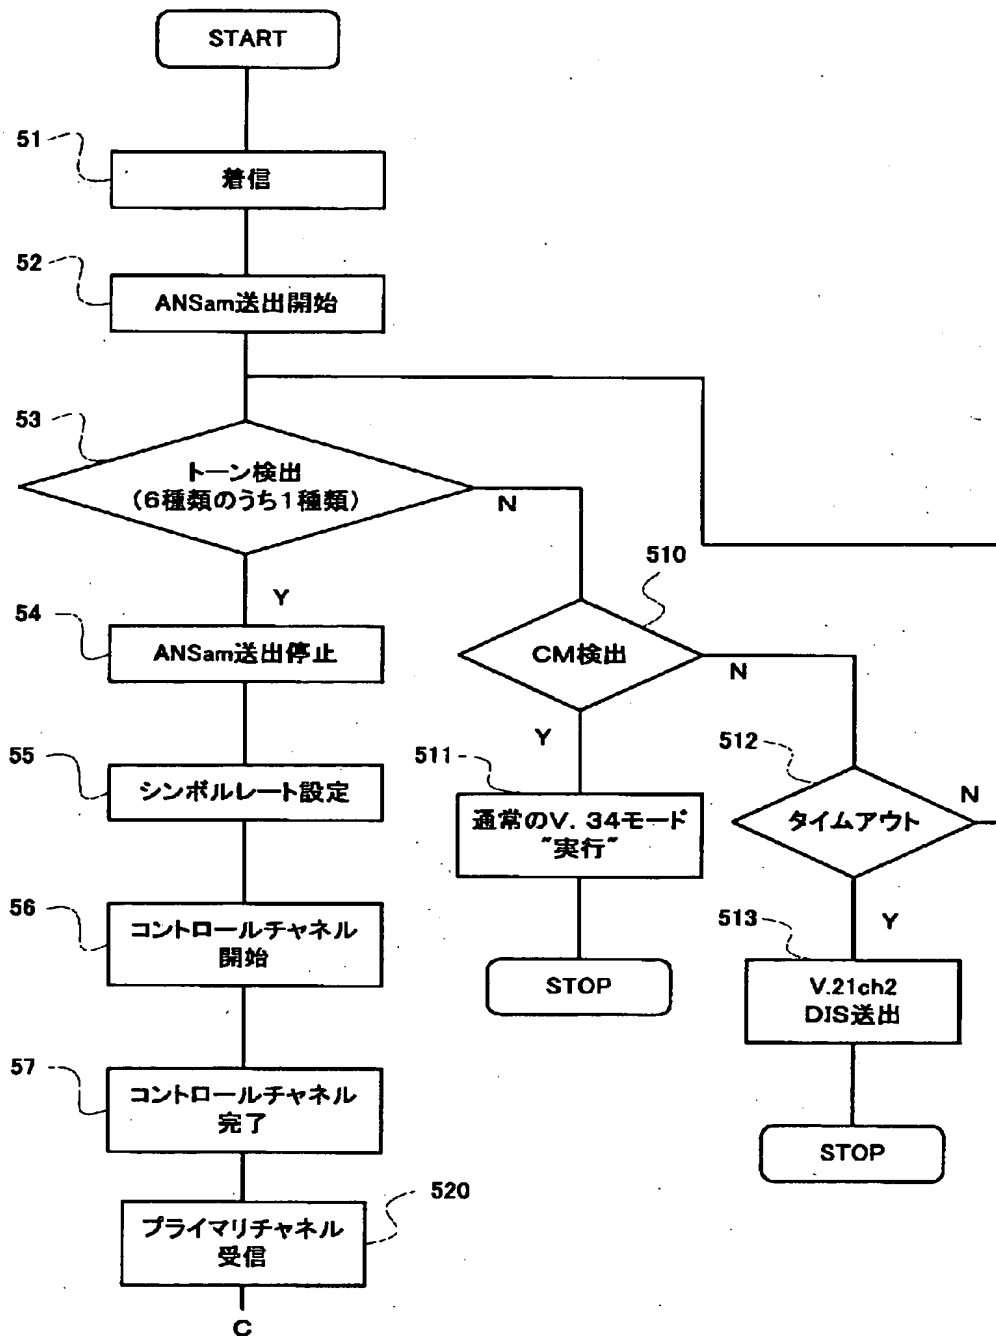 START
51
着信
52
ANSam送出開始
53
トーン検出
(6種類のうち1種類)
N
Y
510
CM検出
N
Y
54
ANSam送出停止
55
シンボルレート設定
511
通常のV. 34モード
"実行"
512
タイムアウト
N
Y
56
コントロールチャネル
開始
STOP
513
V.21ch2
DIS送出
57
コントロールチャネル
完了
STOP
520
プライマリチャネル
受信
C